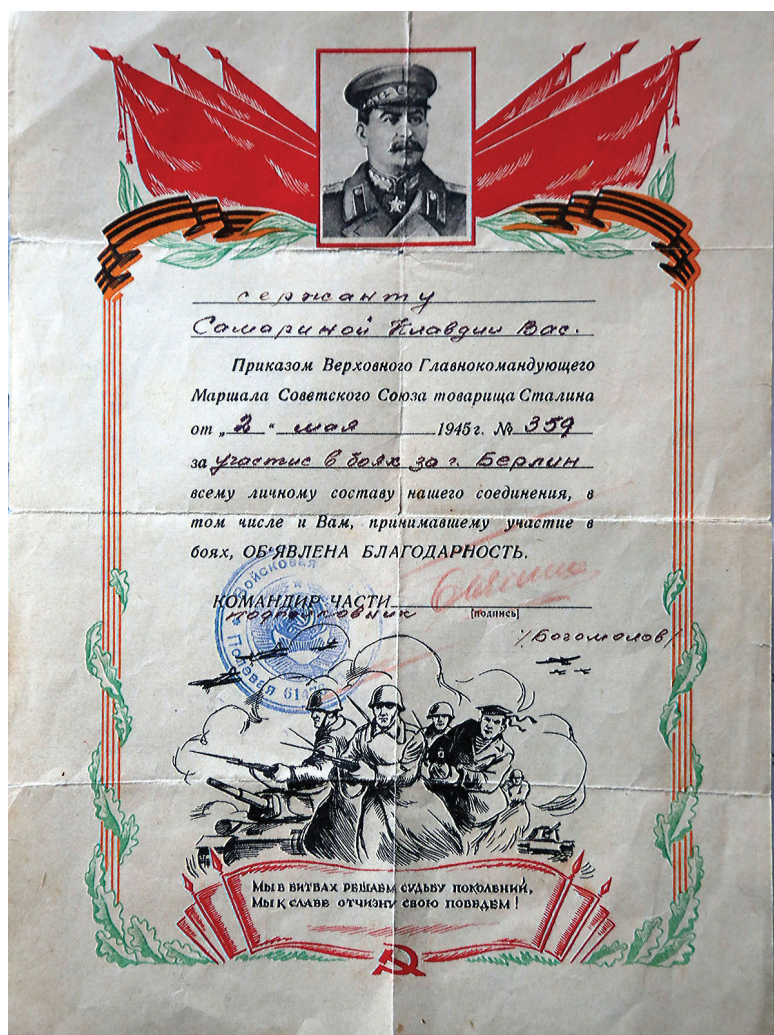 сержанту
Самариной Клавдии Вас.
Приказом Верховного Главнокомандующего
Маршала Советского Союза товарища Сталина
от „2“ мая 1945 г. № 359
за участие в боях за г. Берлин
всему личному составу нашего соединения, в
том числе и Вам, принимавшему участие в
боях, ОБ'ЯВЛЕНА БЛАГОДАРНОСТЬ.
Войсковая
Полевая
КОМАНДИР ЧАСТИ
подполковник (подпись)
/Богомолов/
МЫ В БИТВАХ РЕШАЕМ СУДЬБУ ПОКОЛЕНИЙ,
МЫ К СЛАВЕ ОТЧИЗНУ СВОЮ ПОВЕДЕМ!